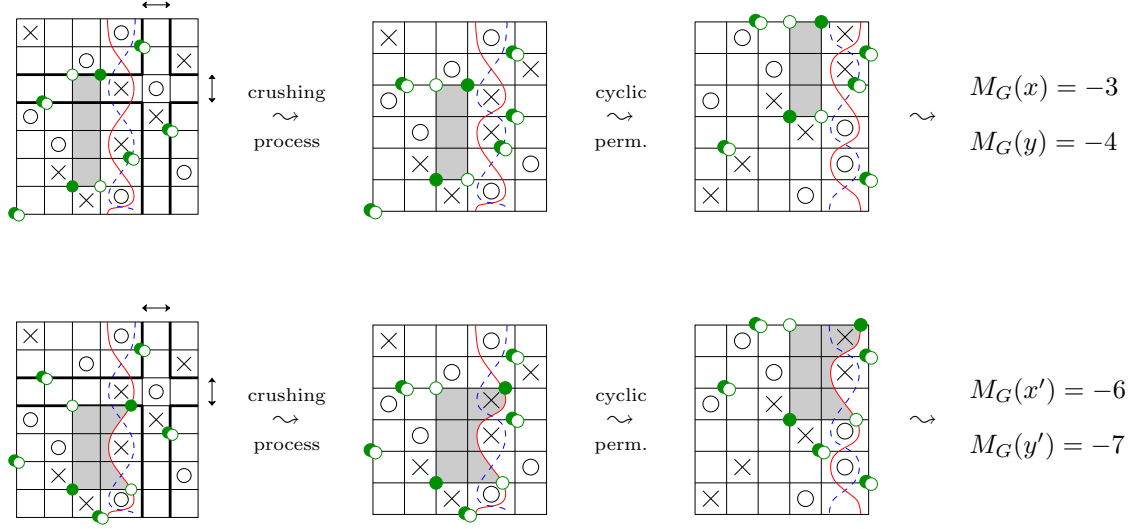 crushing
⇝
process
cyclic
⇝
perm.
⇝
M_G(x) = −3
M_G(y) = −4
crushing
⇝
process
cyclic
⇝
perm.
⇝
M_G(x′) = −6
M_G(y′) = −7